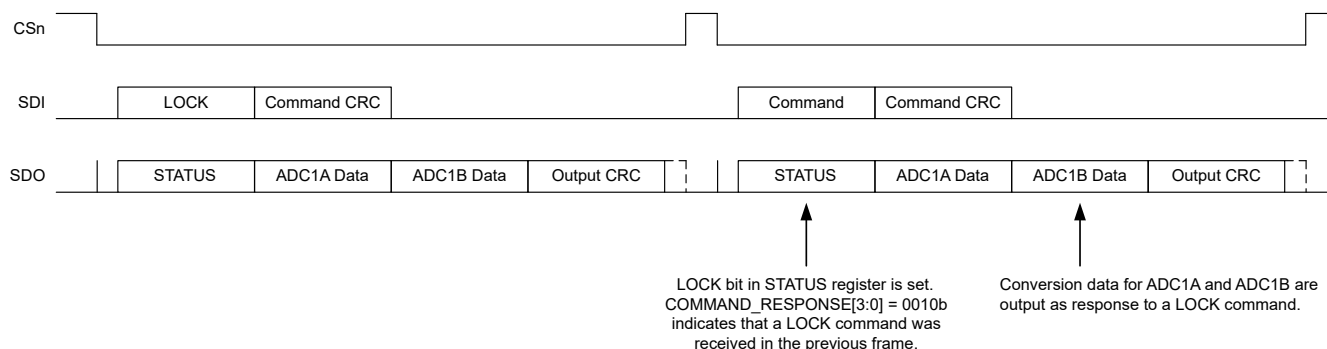 CSn
SDI
LOCK
Command CRC
Command
Command CRC
SDO
STATUS
ADC1A Data
ADC1B Data
Output CRC
STATUS
ADC1A Data
ADC1B Data
Output CRC
LOCK bit in STATUS register is set.
COMMAND_RESPONSE[3:0] = 0010b
indicates that a LOCK command was
received in the previous frame.
Conversion data for ADC1A and ADC1B are
output as response to a LOCK command.